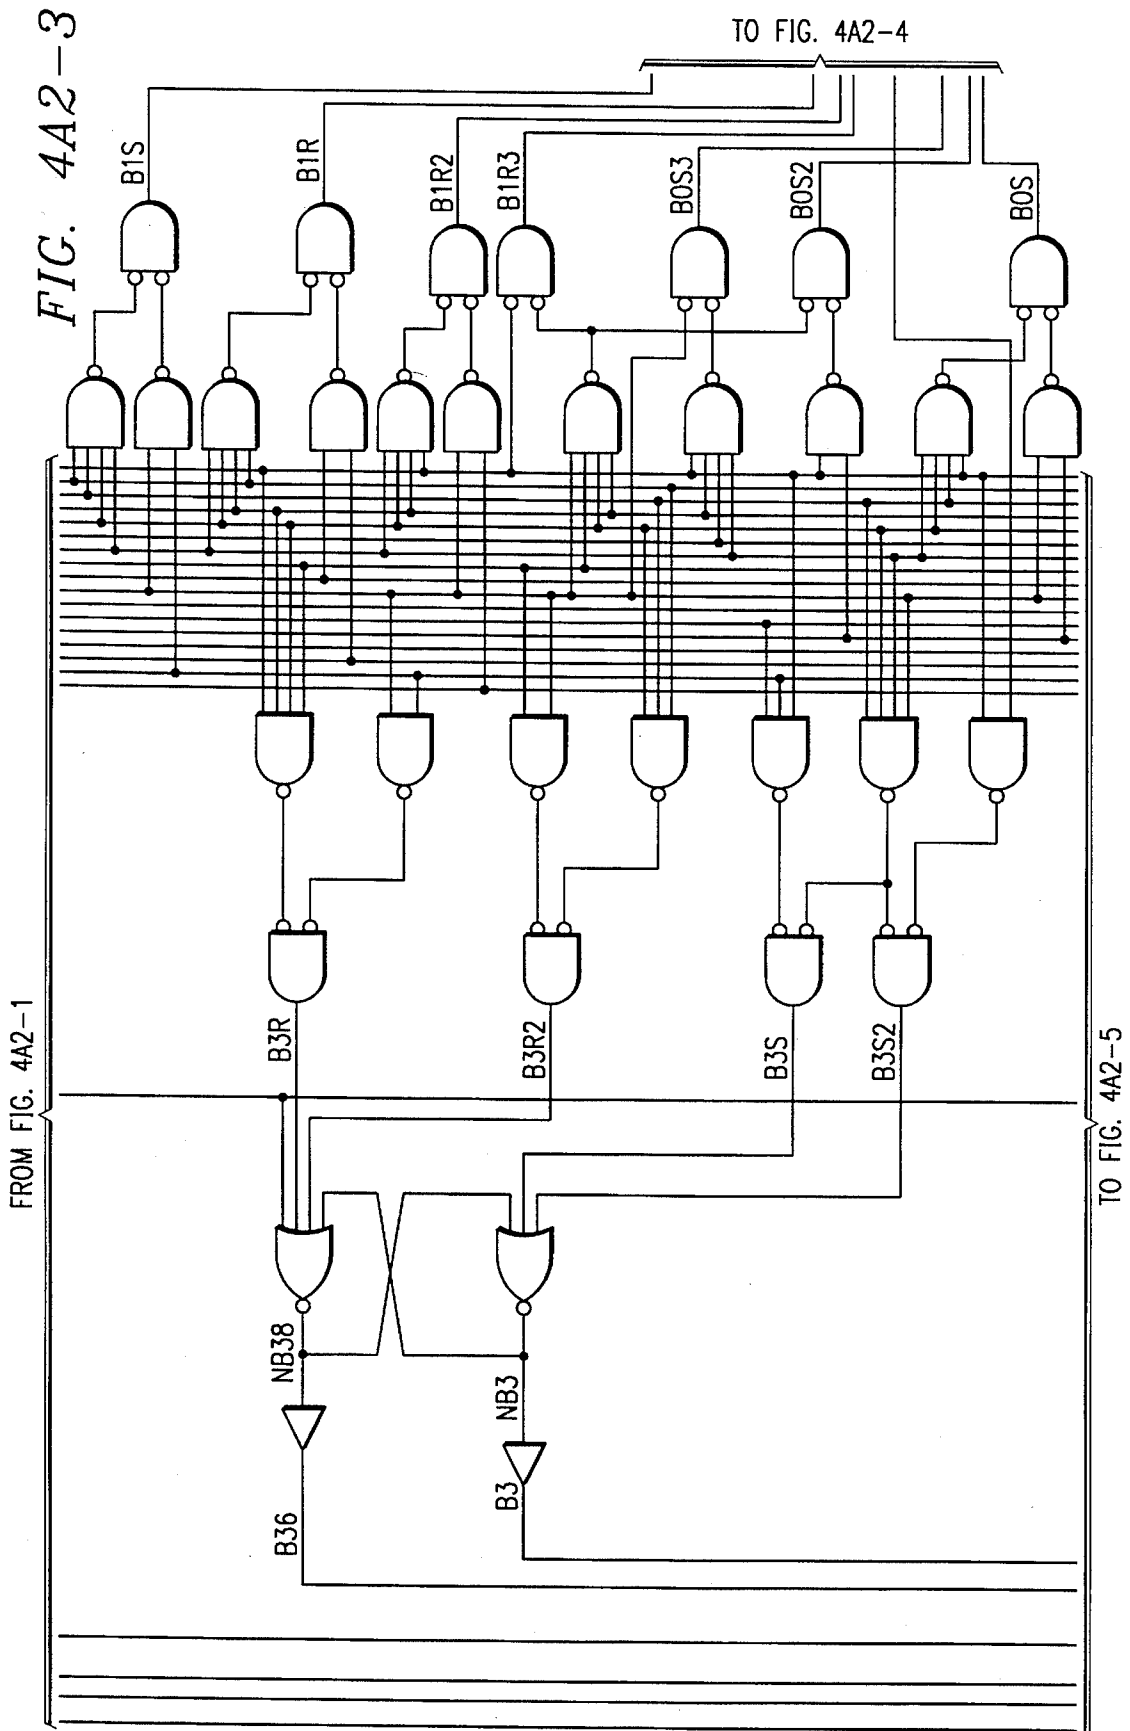 FIG. 4A2-3
TO FIG. 4A2-4
B1S
B1R
B1R2
B1R3
B0S3
B0S2
B0S
FROM FIG. 4A2-1
B3R
B3R2
B3S
B3S2
TO FIG. 4A2-5
NB38
NB3
B36
B3